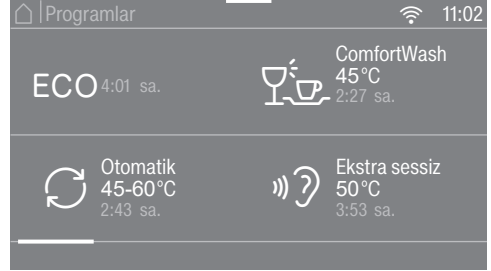 Programlar 11:02
ECO 4:01 sa.
ComfortWash
45°C
2:27 sa.
Otomatik
45-60°C
2:43 sa.
Ekstra sessiz
50°C
3:53 sa.